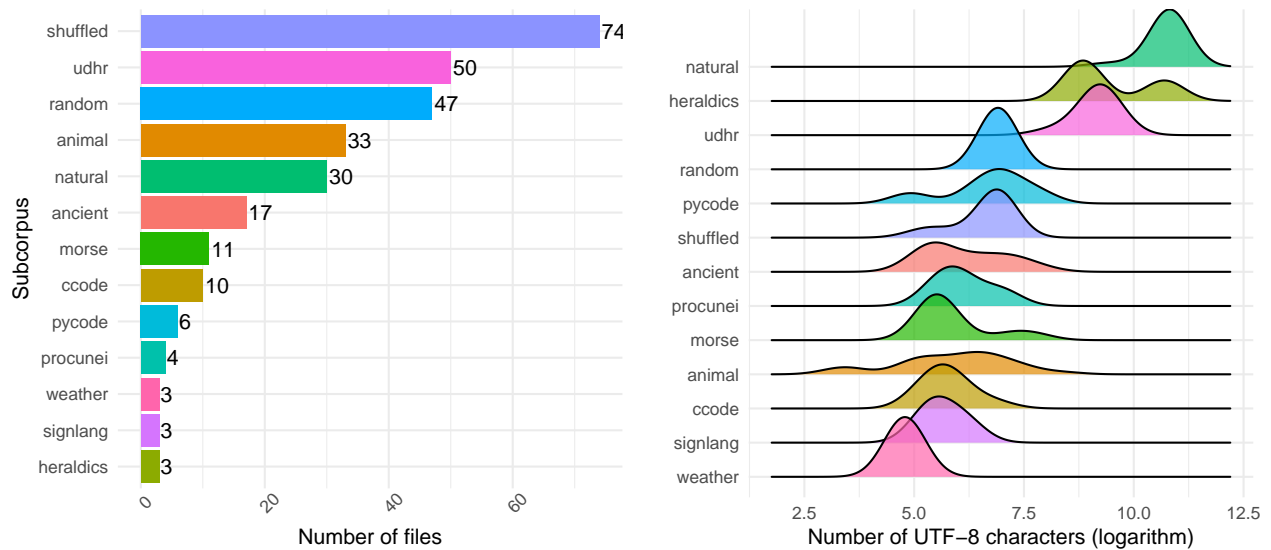 shuffled 74
udhr 50
random 47
animal 33
natural 30
ancient 17
morse 11
ccode 10
pycode 6
procunei 4
weather 3
signlang 3
heraldics 3
Subcorpus
0 20 40 60
Number of files
natural
heraldics
udhr
random
pycode
shuffled
ancient
procunei
morse
animal
ccode
signlang
weather
2.5 5.0 7.5 10.0 12.5
Number of UTF−8 characters (logarithm)